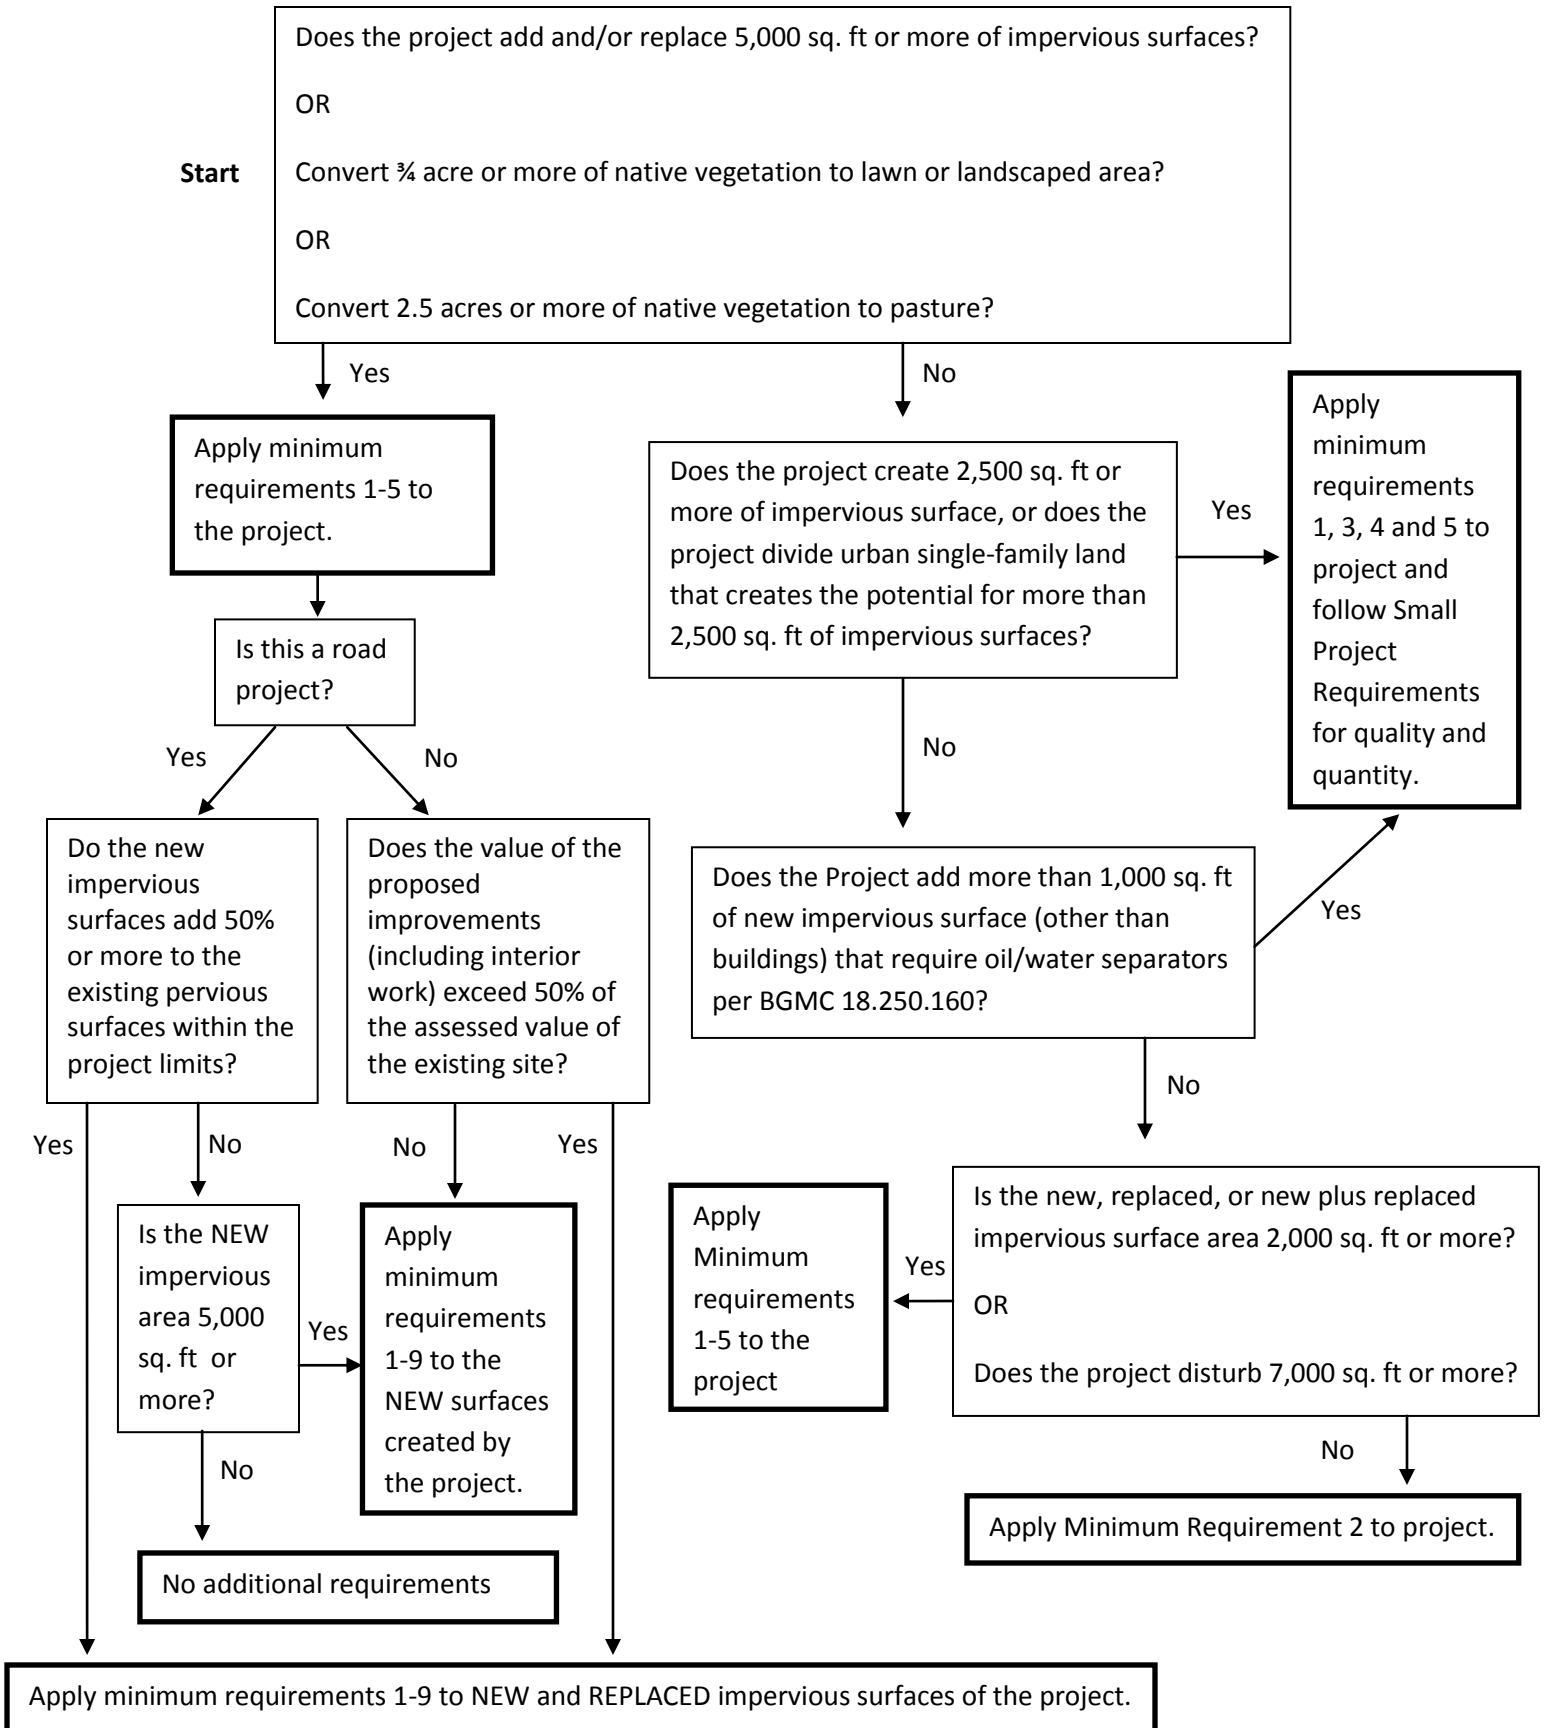 Does the project add and/or replace 5,000 sq. ft or more of impervious surfaces?
OR
Start
Convert ¾ acre or more of native vegetation to lawn or landscaped area?
OR
Convert 2.5 acres or more of native vegetation to pasture?
Yes
No
Apply minimum
requirements 1-5 to
the project.
Is this a road
project?
Yes
No
Do the new
impervious
surfaces add 50%
or more to the
existing pervious
surfaces within the
project limits?
Does the value of the
proposed
improvements
(including interior
work) exceed 50% of
the assessed value of
the existing site?
Yes
No
No
Yes
Is the NEW
impervious
area 5,000
sq. ft or
more?
Yes
Apply
minimum
requirements
1-9 to the
NEW surfaces
created by
the project.
No
No additional requirements
Apply minimum requirements 1-9 to NEW and REPLACED impervious surfaces of the project.
Does the project create 2,500 sq. ft or
more of impervious surface, or does the
project divide urban single-family land
that creates the potential for more than
2,500 sq. ft of impervious surfaces?
Yes
Apply
minimum
requirements
1, 3, 4 and 5 to
project and
follow Small
Project
Requirements
for quality and
quantity.
No
Does the Project add more than 1,000 sq. ft
of new impervious surface (other than
buildings) that require oil/water separators
per BGMC 18.250.160?
Yes
No
Is the new, replaced, or new plus replaced
impervious surface area 2,000 sq. ft or more?
OR
Does the project disturb 7,000 sq. ft or more?
Yes
Apply
Minimum
requirements
1-5 to the
project
No
Apply Minimum Requirement 2 to project.